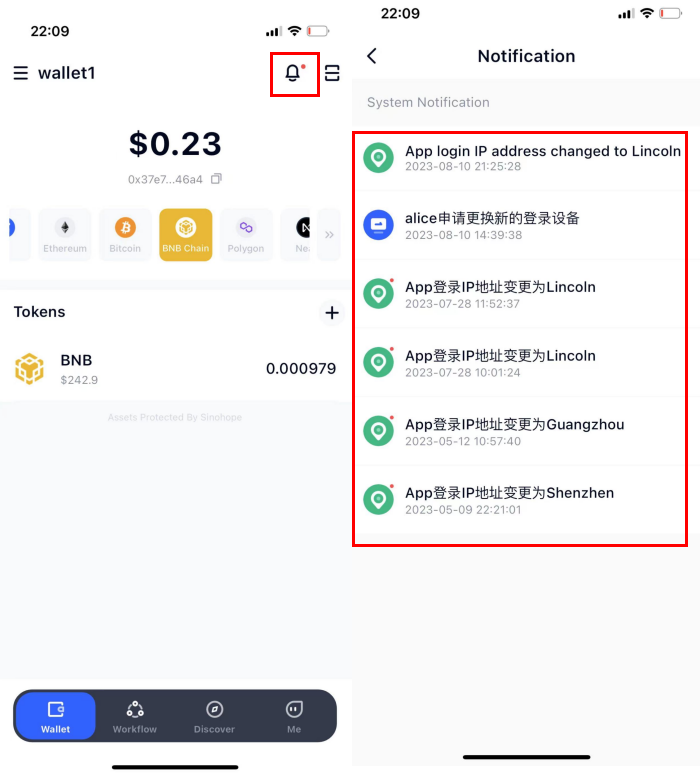 22:09
wallet1
$0.23
0x37e7...46a4
Ethereum
Bitcoin
BNB Chain
Polygon
Nea
Tokens
BNB
$242.9
0.000979
Assets Protected By Sinohope
Wallet
Workflow
Discover
Me
22:09
Notification
System Notification
App login IP address changed to Lincoln
2023-08-10 21:25:28
alice申请更换新的登录设备
2023-08-10 14:39:38
App登录IP地址变更为Lincoln
2023-07-28 11:52:37
App登录IP地址变更为Lincoln
2023-07-28 10:01:24
App登录IP地址变更为Guangzhou
2023-05-12 10:57:40
App登录IP地址变更为Shenzhen
2023-05-09 22:21:01